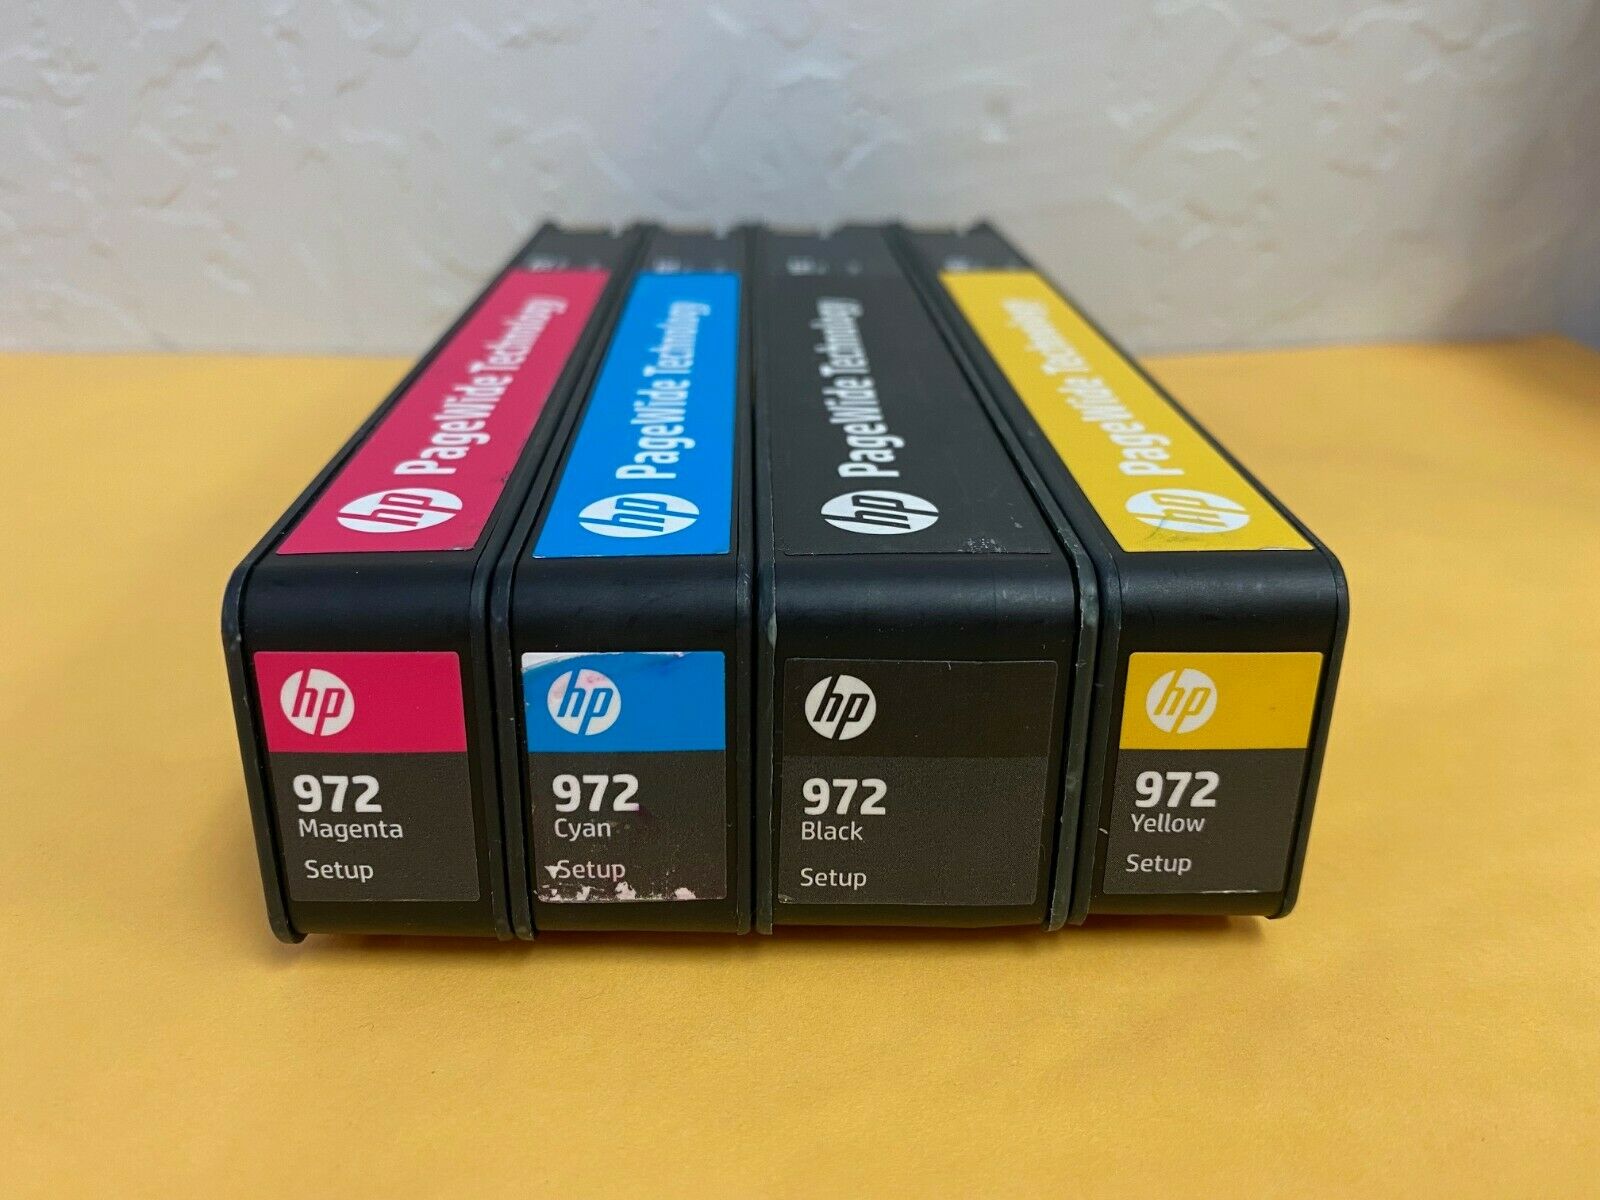 hp PageWide Technology
hp PageWide Technology
hp PageWide Technology
hp PageWide Technology
hp
972
Magenta
Setup
hp
972
Cyan
Setup
hp
972
Black
Setup
hp
972
Yellow
Setup